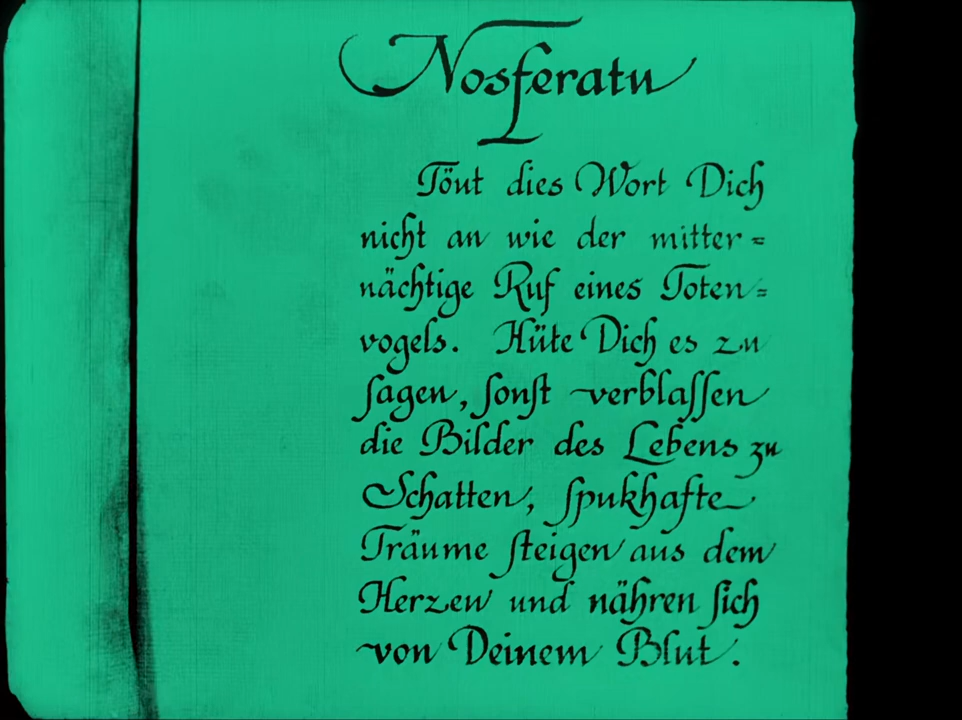 Nosferatu
Tönt dies Wort Dich
nicht an wie der mitter=
nächtige Ruf eines Toten=
vogels. Hüte Dich es zu
sagen, sonst verblassen
die Bilder des Lebens zu
Schatten, spukhafte
Träume steigen aus dem
Herzen und nähren sich
von Deinem Blut.